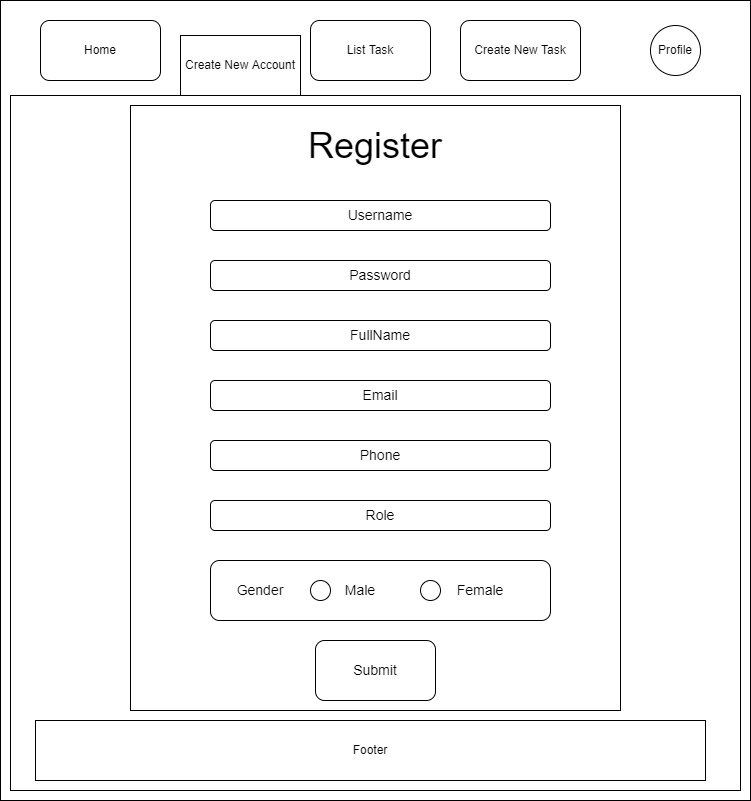 Home
Create New Account
List Task
Create New Task
Profile
Register
Username
Password
FullName
Email
Phone
Role
Gender Male Female
Submit
Footer